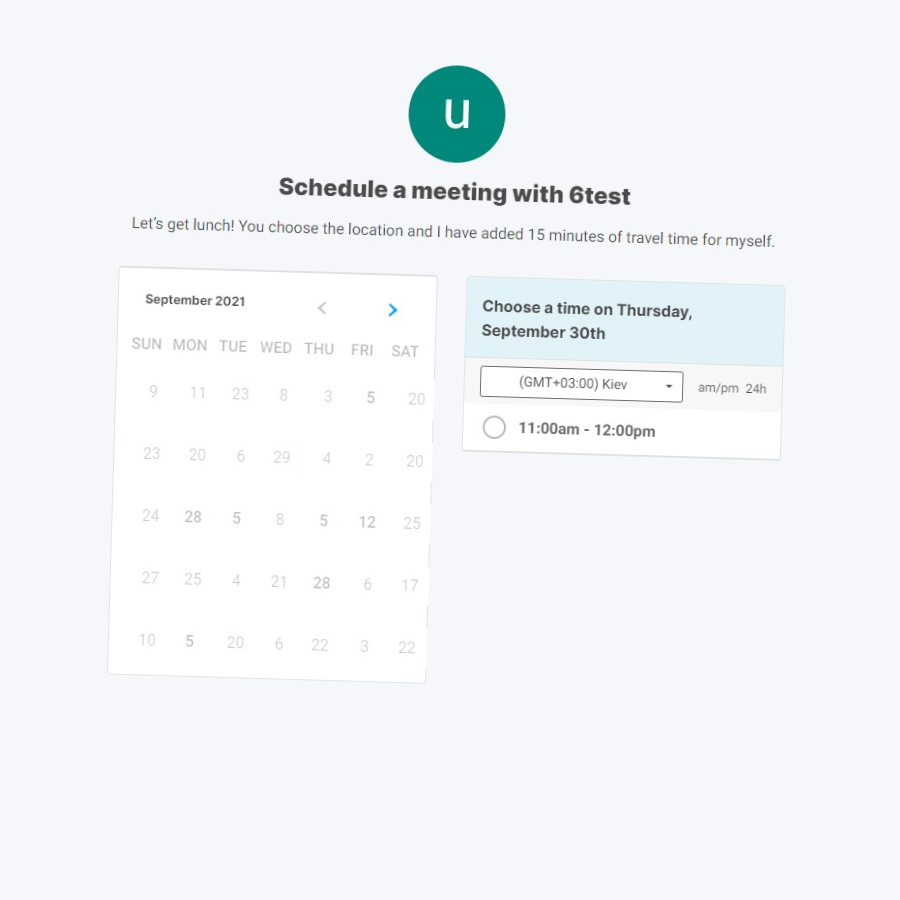 u
Schedule a meeting with 6test
Let's get lunch! You choose the location and I have added 15 minutes of travel time for myself.
September 2021
SUN MON TUE WED THU FRI SAT
9 11 23 8 3 5 20
23 20 6 29 4 2 20
24 28 5 8 5 12 25
27 25 4 21 28 6 17
10 5 20 6 22 3 22
Choose a time on Thursday,
September 30th
(GMT+03:00) Kiev am/pm 24h
11:00am - 12:00pm